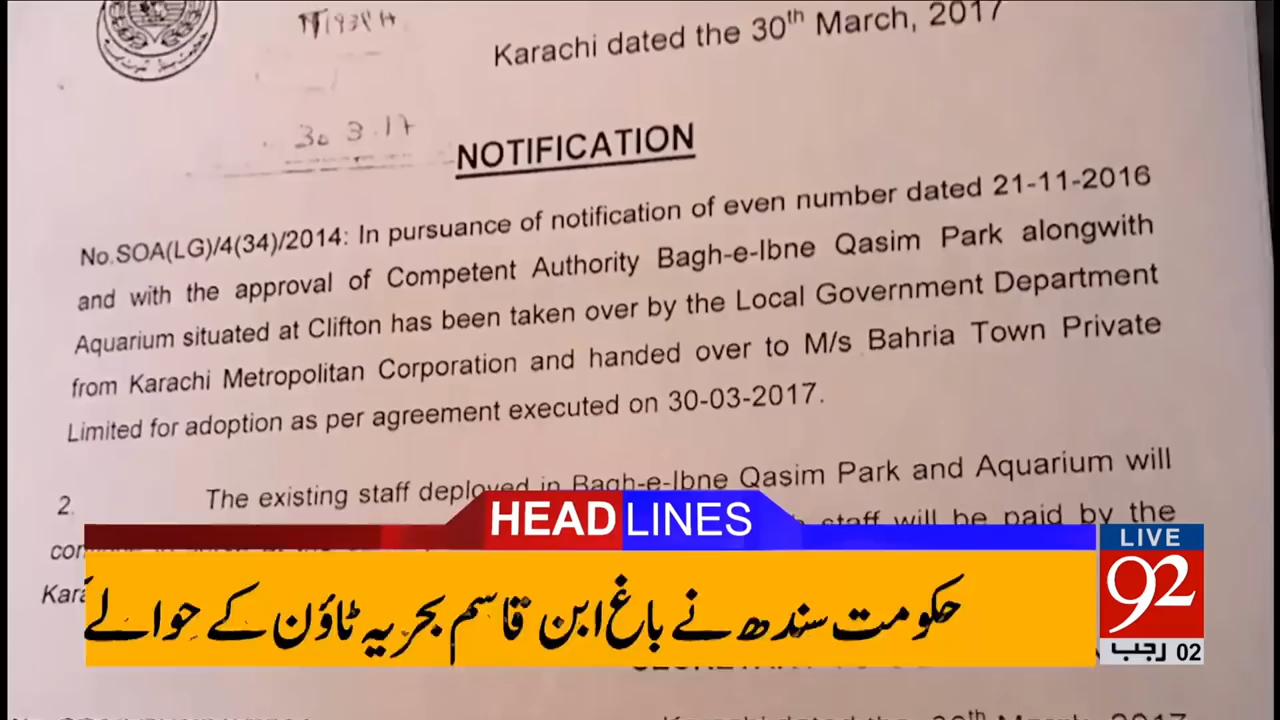 Karachi dated the 30th March, 2017
30 3.17
NOTIFICATION
No.SOA(LG)/4(34)/2014: In pursuance of notification of even number dated 21-11-2016
and with the approval of Competent Authority Bagh-e-Ibne Qasim Park alongwith
Aquarium situated at Clifton has been taken over by the Local Government Department
from Karachi Metropolitan Corporation and handed over to M/s Bahria Town Private
Limited for adoption as per agreement executed on 30-03-2017.
2. The existing staff deployed in Bagh-e-Ibne Qasim Park and Aquarium will
staff will be paid by the
HEADLINES
حکومت سندھ نے باغ ابن قاسم بحریہ ٹاؤن کے حوالے
LIVE
92
02 رجب